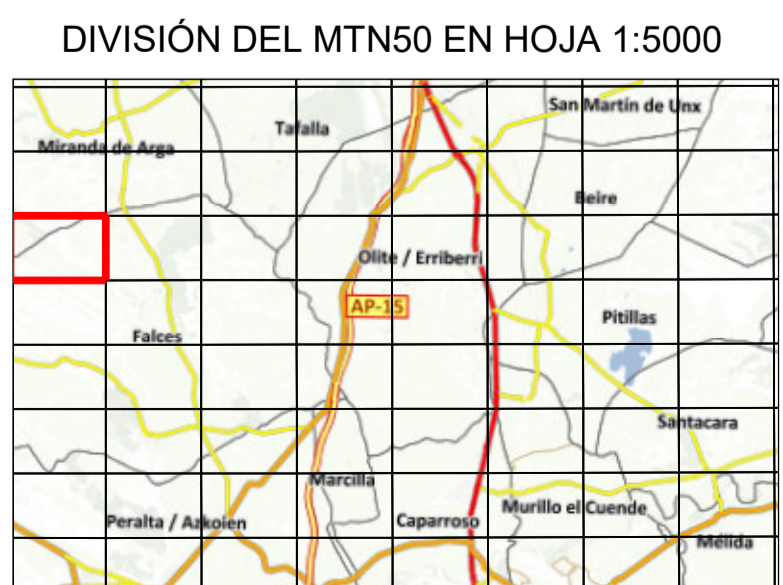 DIVISIÓN DEL MTN50 EN HOJA 1:5000
San Martín de Unx
Tafalla
Miranda de Arga
Beire
Olite / Erriberri
AP-15
Pitillas
Falces
Santacara
Marcilla
Murillo el Cuende
Peralta / Azkoien
Caparroso
Mélida